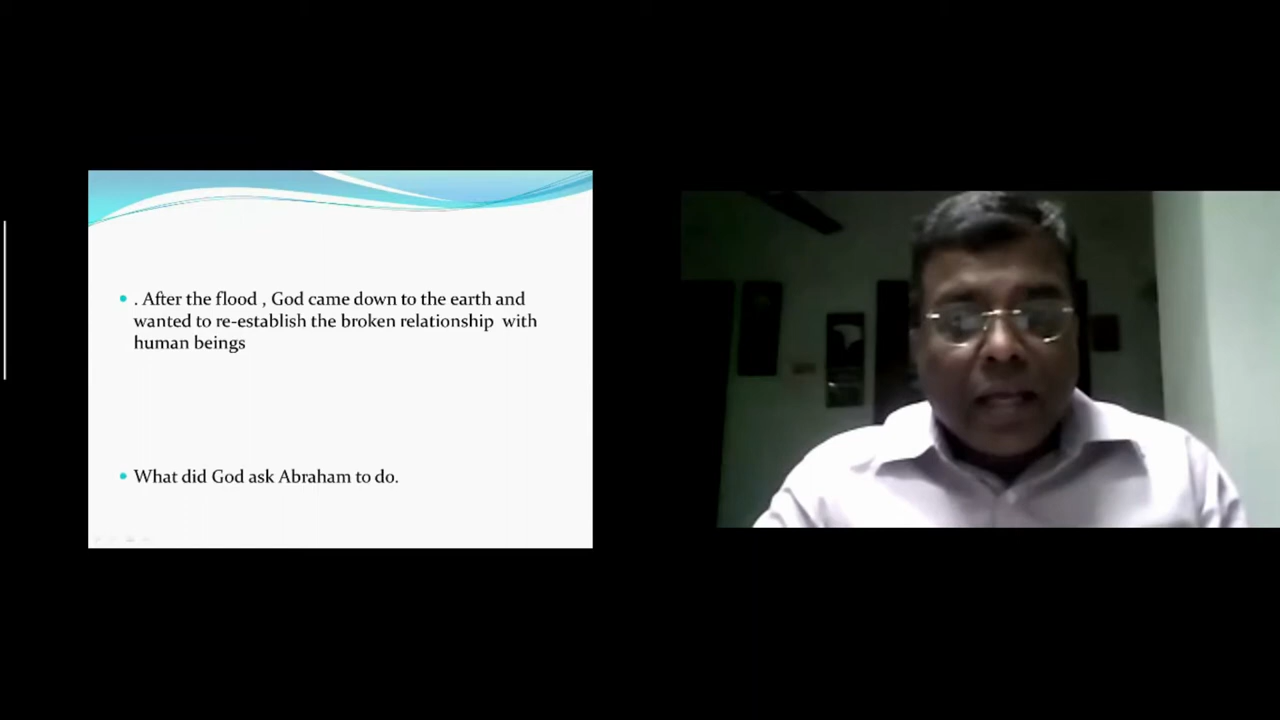 . After the flood , God came down to the earth and
wanted to re-establish the broken relationship with
human beings
What did God ask Abraham to do.